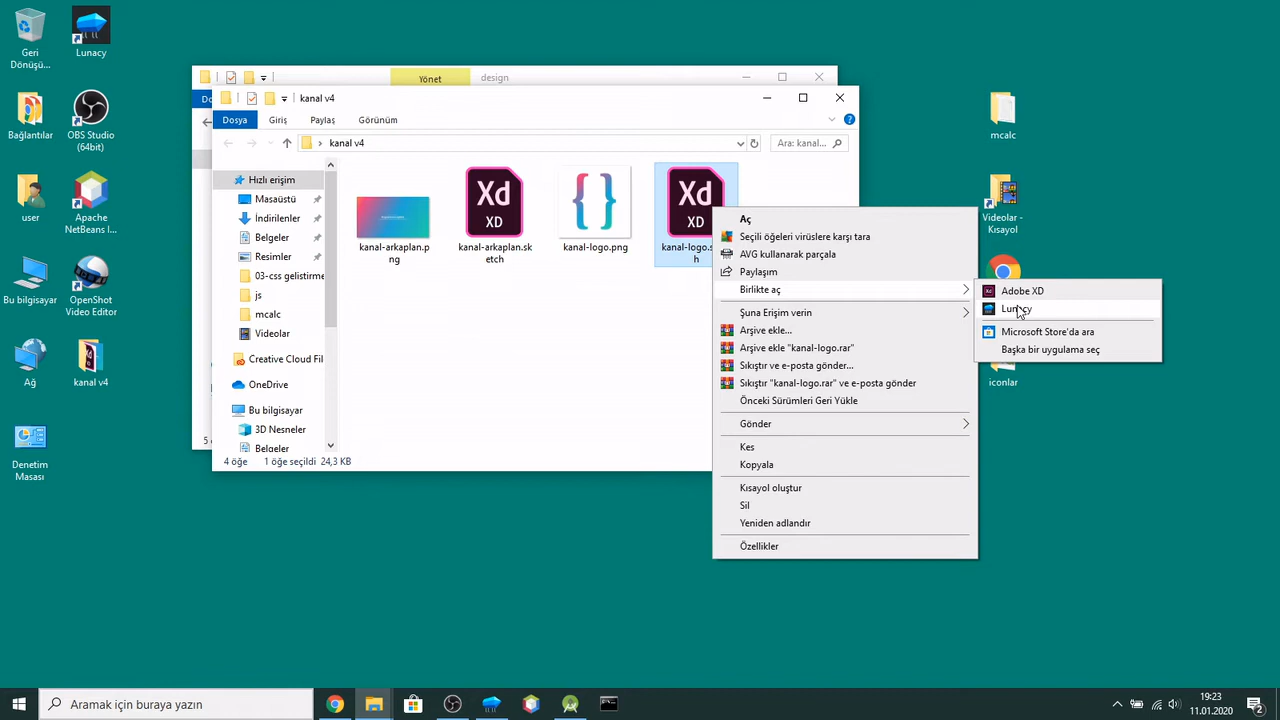 Geri
Dönüşü...
Lunacy
Bağlantılar
OBS Studio
(64bit)
user
Apache
NetBeans I...
Bu bilgisayar
OpenShot
Video Editor
Ağ
kanal v4
Denetim
Masası
Yönet
design
kanal v4
Dosya
Giriş
Paylaş
Görünüm
kanal v4
Ara: kanal...
Hızlı erişim
Masaüstü
İndirilenler
Belgeler
Resimler
03-css gelistirme
js
mcalc
Videolar
Creative Cloud Fil
OneDrive
Bu bilgisayar
3D Nesneler
Belgeler
Xd
XD
Xd
XD
kanal-arkaplan.p
ng
kanal-arkaplan.sk
etch
kanal-logo.png
kanal-logo.s
h
4 öğe
1 öğe seçildi 24,3 KB
Aç
Seçili öğeleri virüslere karşı tara
AVG kullanarak parçala
Paylaşım
Birlikte aç
Şuna Erişim verin
Arşive ekle...
Arşive ekle "kanal-logo.rar"
Sıkıştır ve e-posta gönder...
Sıkıştır "kanal-logo.rar" ve e-posta gönder
Önceki Sürümleri Geri Yükle
Gönder
Kes
Kopyala
Kısayol oluştur
Sil
Yeniden adlandır
Özellikler
Adobe XD
Lunacy
Microsoft Store'da ara
Başka bir uygulama seç
mcalc
Videolar -
Kısayol
iconlar
Aramak için buraya yazın
19:23
11.01.2020
2